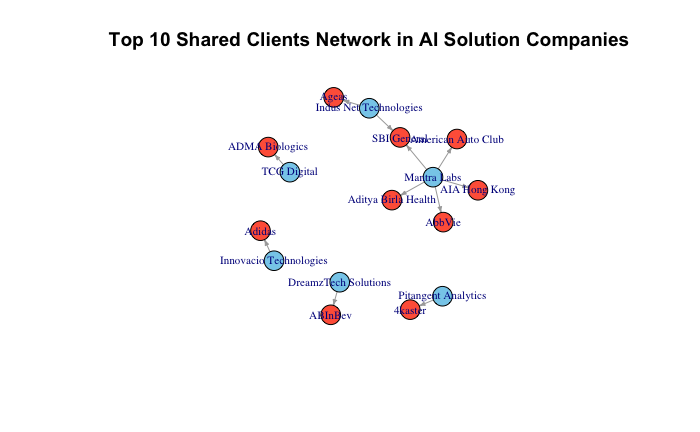 Top 10 Shared Clients Network in AI Solution Companies
Ageas
Indus Net Technologies
SBI General
American Auto Club
ADMA Biologics
TCG Digital
Mantra Labs
AIA Hong Kong
Aditya Birla Health
AbbVie
Adidas
Innovacio Technologies
DreamzTech Solutions
Pitangent Analytics
4kaster
ABInBev